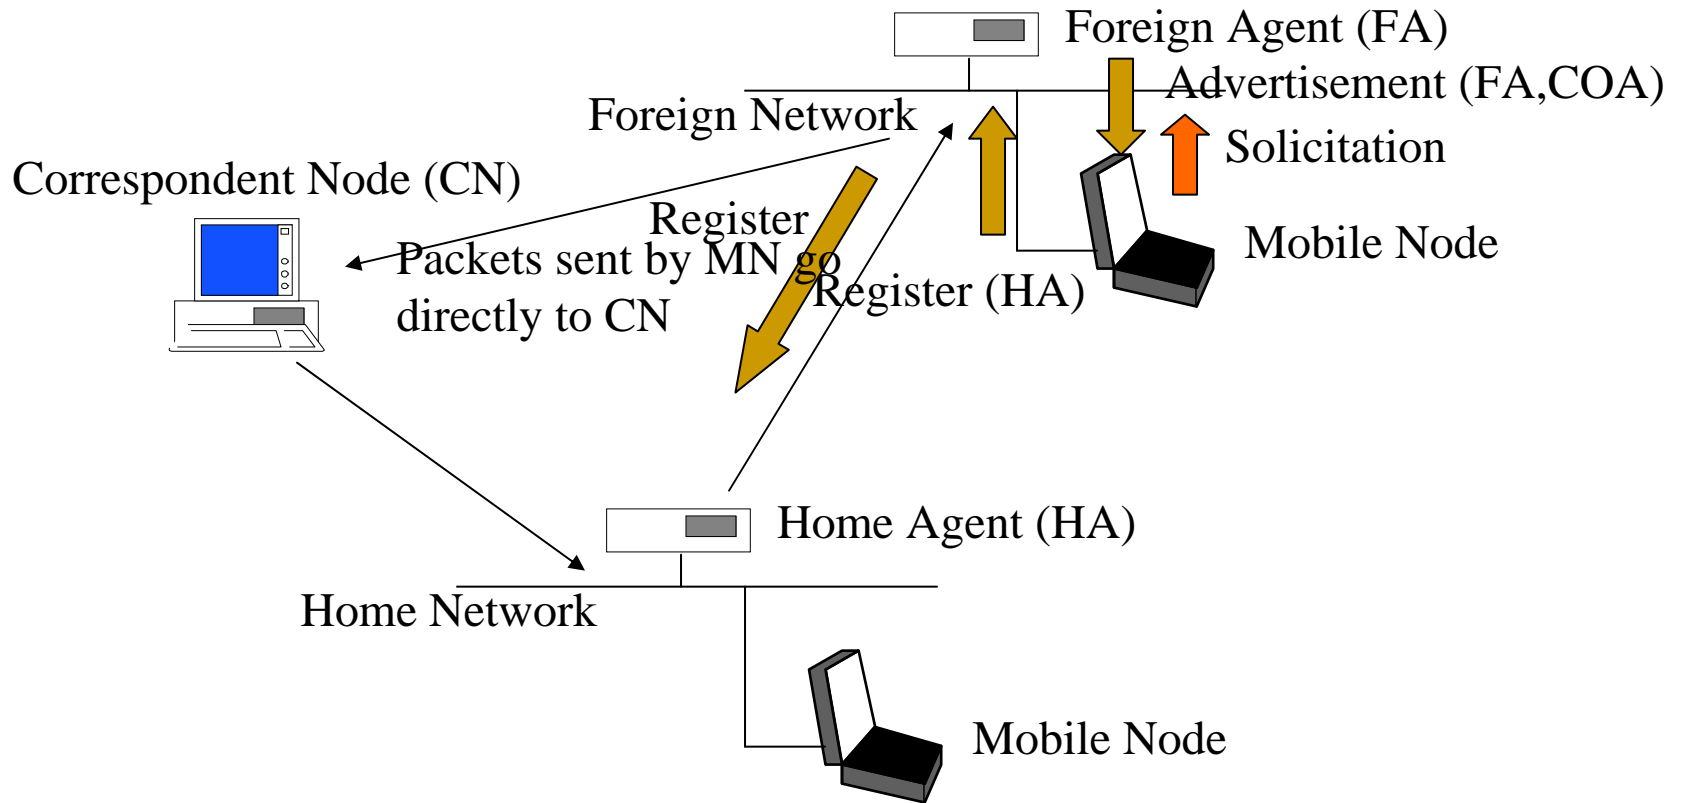 Foreign Agent (FA)
Advertisement (FA,COA)
Foreign Network
Solicitation
Correspondent Node (CN)
Register
Mobile Node
Packets sent by MN go
directly to CN
Register (HA)
Home Agent (HA)
Home Network
Mobile Node